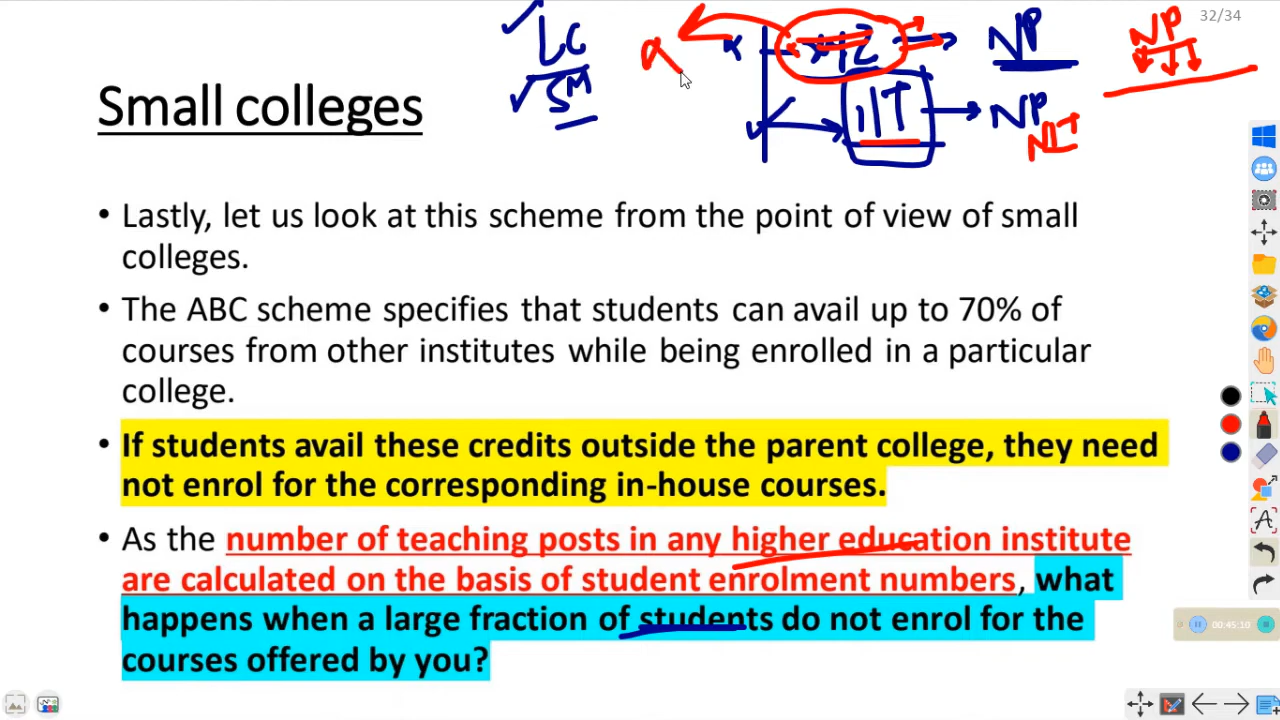 32/34
LC
SM
x
XYZ
NP
NP
IIT
NP
NIT
Small colleges
• Lastly, let us look at this scheme from the point of view of small
colleges.
• The ABC scheme specifies that students can avail up to 70% of
courses from other institutes while being enrolled in a particular
college.
• If students avail these credits outside the parent college, they need
not enrol for the corresponding in-house courses.
• As the number of teaching posts in any higher education institute
are calculated on the basis of student enrolment numbers, what
happens when a large fraction of students do not enrol for the
courses offered by you?
00:45:10